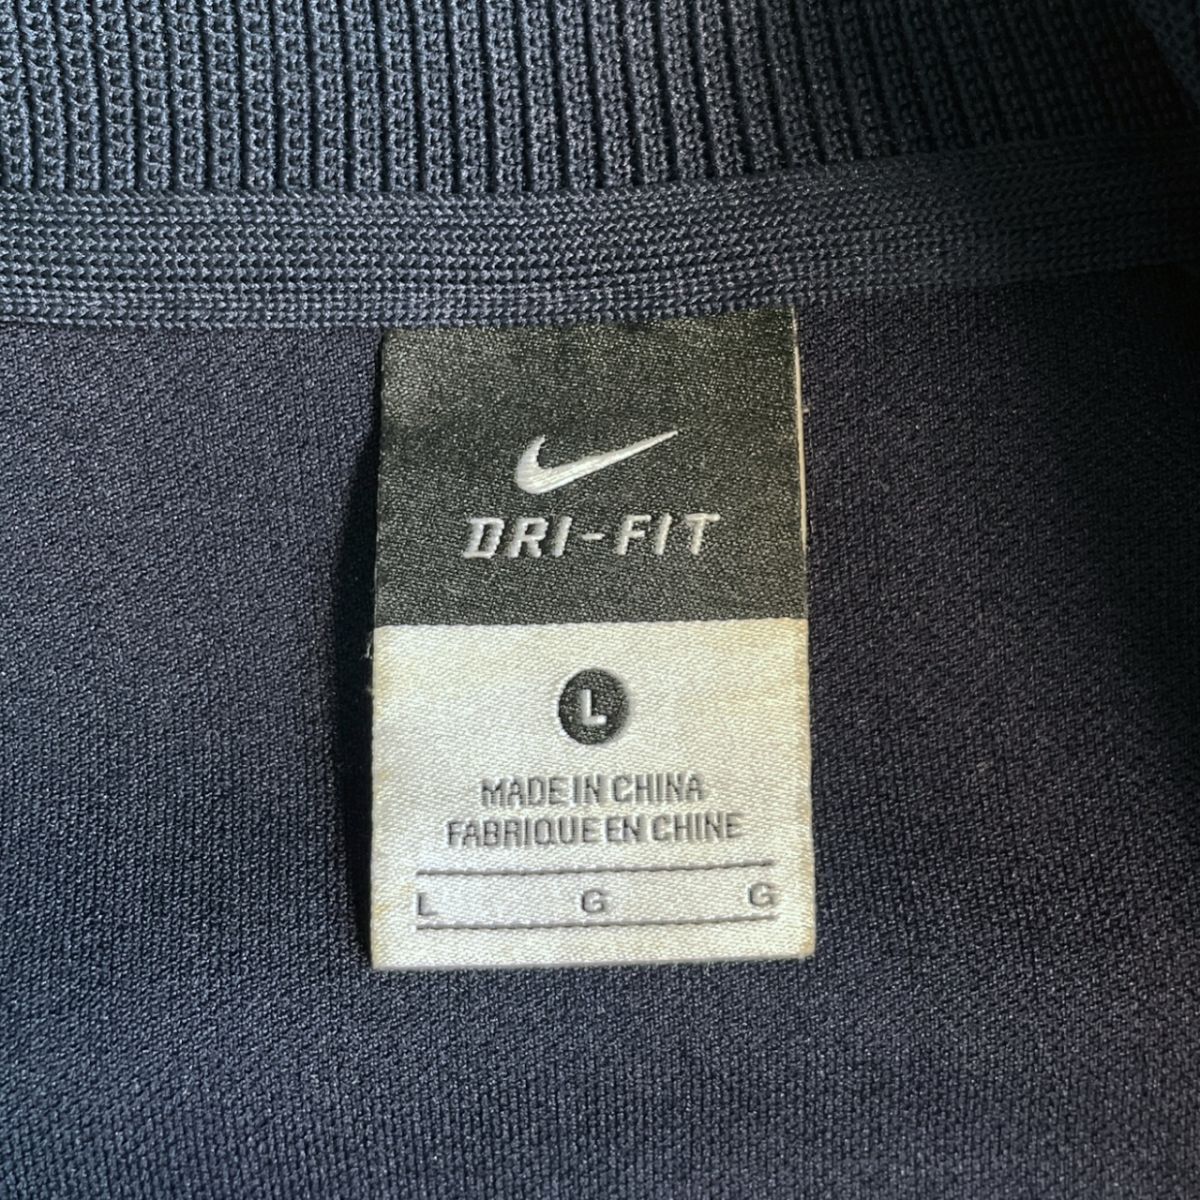 DRI-FIT
L
MADE IN CHINA
FABRIQUE EN CHINE
L G G